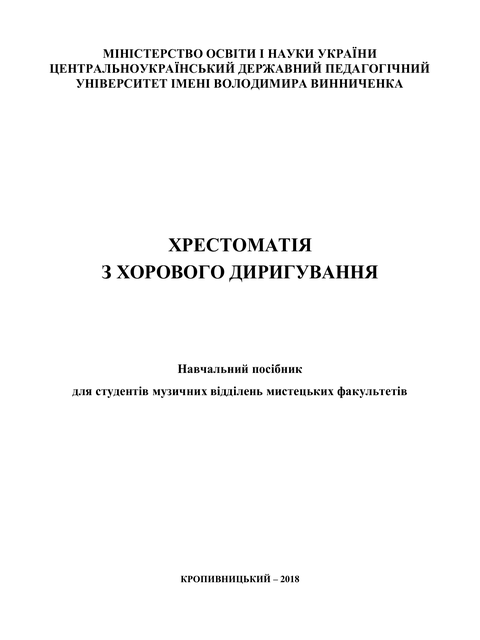 МІНІСТЕРСТВО ОСВІТИ І НАУКИ УКРАЇНИ
ЦЕНТРАЛЬНОУКРАЇНСЬКИЙ ДЕРЖАВНИЙ ПЕДАГОГІЧНИЙ
УНІВЕРСИТЕТ ІМЕНІ ВОЛОДИМИРА ВИННИЧЕНКА
ХРЕСТОМАТІЯ
З ХОРОВОГО ДИРИГУВАННЯ
Навчальний посібник
для студентів музичних відділень мистецьких факультетів
КРОПИВНИЦЬКИЙ – 2018